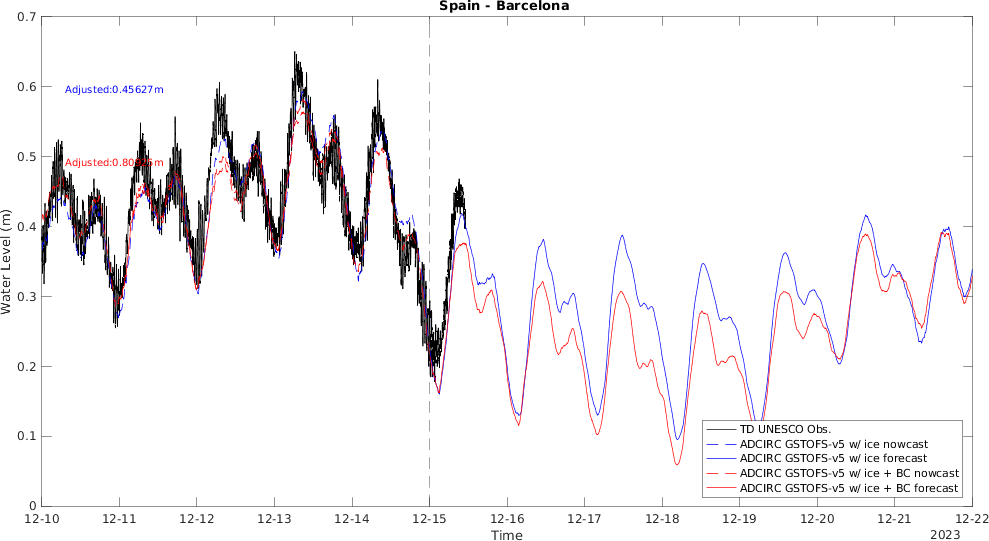 Spain - Barcelona
0.7
0.6
0.5
0.4
0.3
0.2
0.1
0
Water Level (m)
Adjusted:0.45627m
TD UNESCO Obs.
ADCIRC GSTOFS-v5 w/ ice nowcast
ADCIRC GSTOFS-v5 w/ ice forecast
ADCIRC GSTOFS-v5 w/ ice + BC nowcast
ADCIRC GSTOFS-v5 w/ ice + BC forecast
12-10 12-11 12-12 12-13 12-14 12-15 12-16 12-17 12-18 12-19 12-20 12-21 12-22
Time
2023